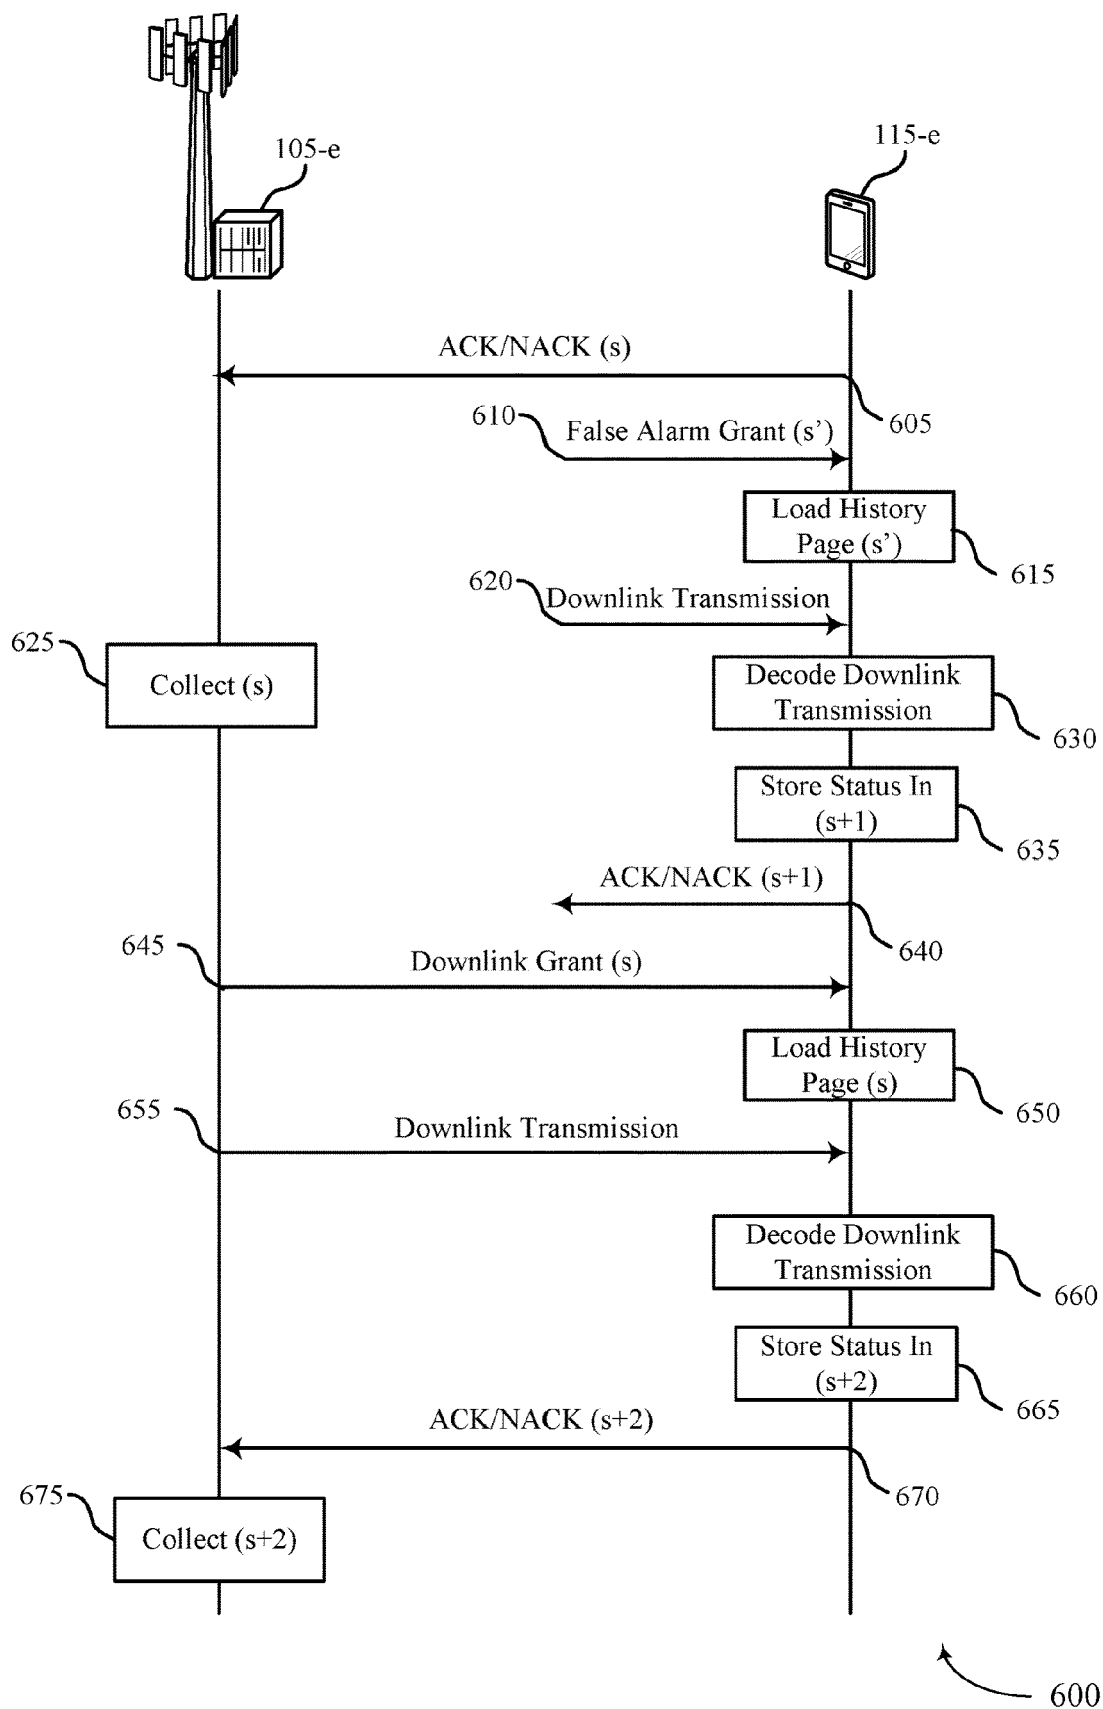 105-e
115-e
ACK/NACK (s)
605
610
False Alarm Grant (s’)
Load History
Page (s’)
615
620
Downlink Transmission
625
Collect (s)
Decode Downlink
Transmission
630
Store Status In
(s+1)
635
ACK/NACK (s+1)
640
645
Downlink Grant (s)
Load History
Page (s)
650
655
Downlink Transmission
Decode Downlink
Transmission
660
Store Status In
(s+2)
665
ACK/NACK (s+2)
670
675
Collect (s+2)
600